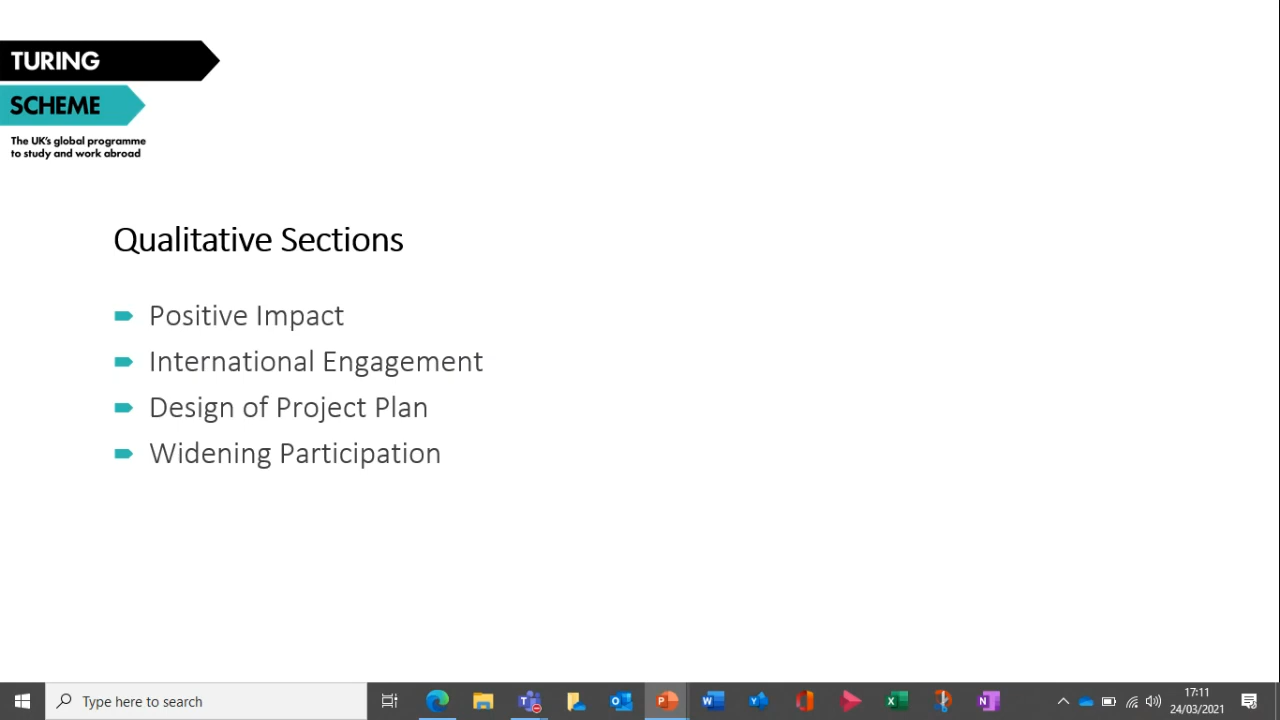 TURING
SCHEME
The UK's global programme
to study and work abroad
Qualitative Sections
Positive Impact
International Engagement
Design of Project Plan
Widening Participation
Type here to search
17:11
24/03/2021